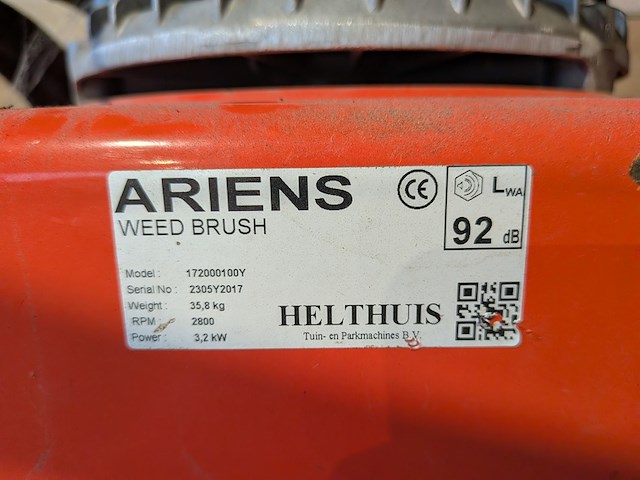 ARIENS
WEED BRUSH
CE
LWA
92 dB
Model : 172000100Y
Serial No : 2305Y2017
Weight : 35,8 kg
RPM : 2800
Power : 3,2 kW
HELTHUIS
Tuin- en Parkmachines B.V.